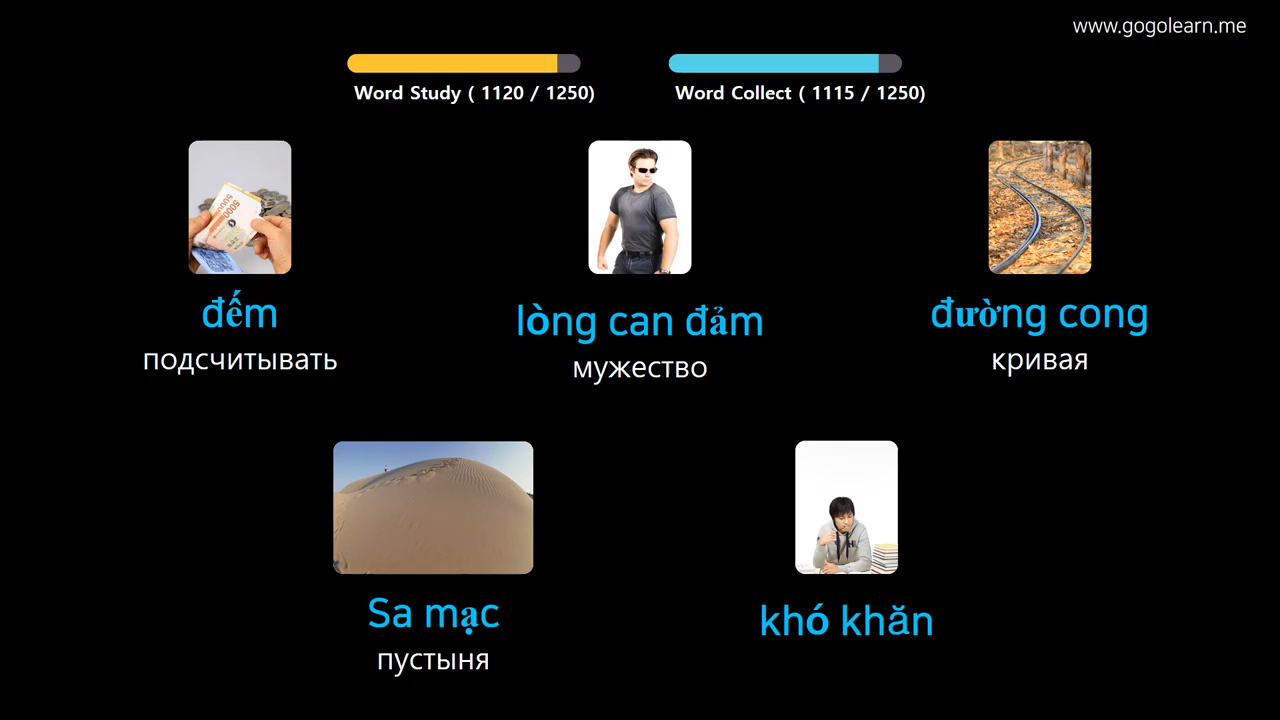 www.gogolearn.me
Word Study ( 1120 / 1250)
Word Collect ( 1115 / 1250)
đếm
подсчитывать
lòng can đảm
мужество
đường cong
кривая
Sa mạc
пустыня
khó khăn